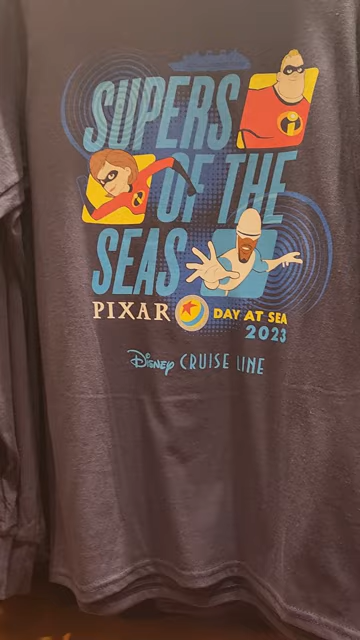 SUPERS
OF THE
SEAS
PIXAR DAY AT SEA
2023
Disney CRUISE LINE